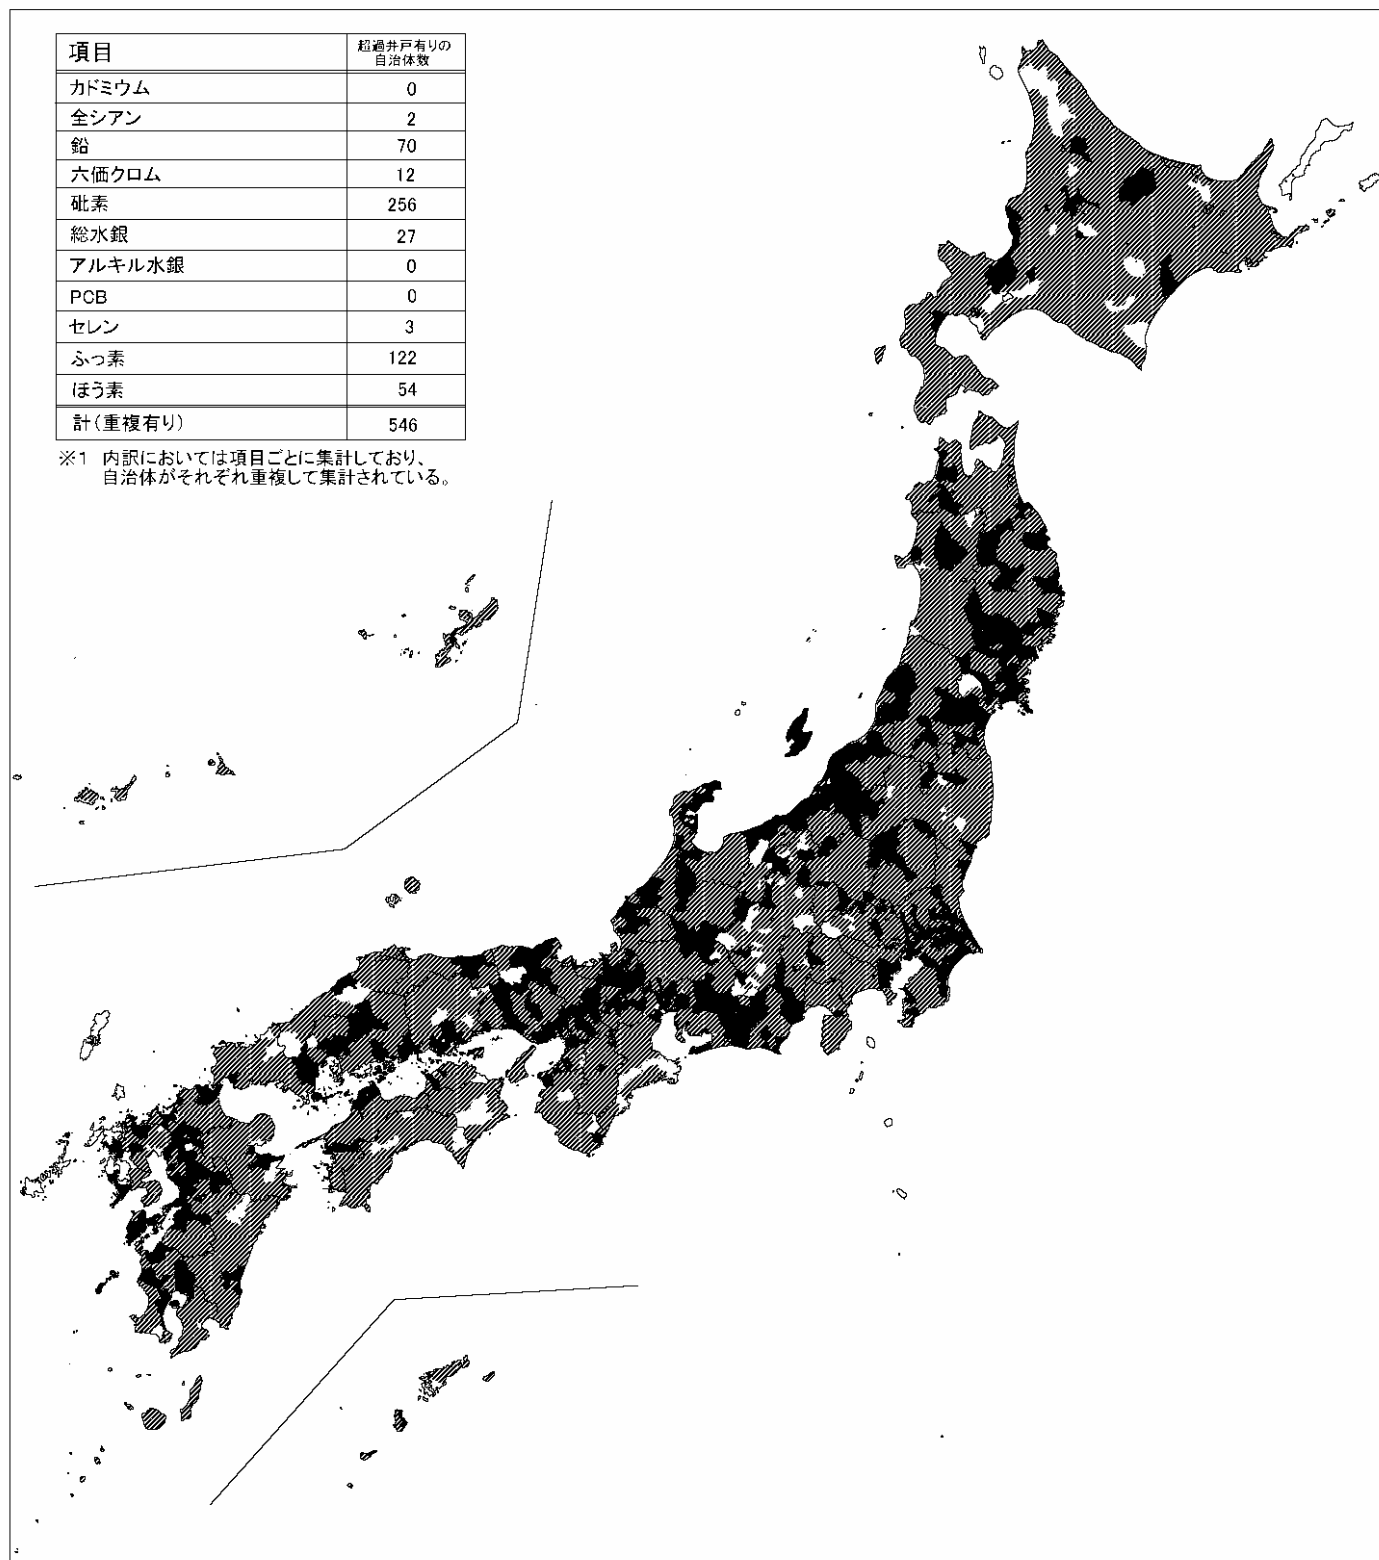 項目 超過井戸有りの
自治体数
カドミウム 0
全シアン 2
鉛 70
六価クロム 12
砒素 256
総水銀 27
アルキル水銀 0
PCB 0
セレン 3
ふっ素 122
ほう素 54
計(重複有り) 546
※1 内訳においては項目ごとに集計しており、
自治体がそれぞれ重複して集計されている。